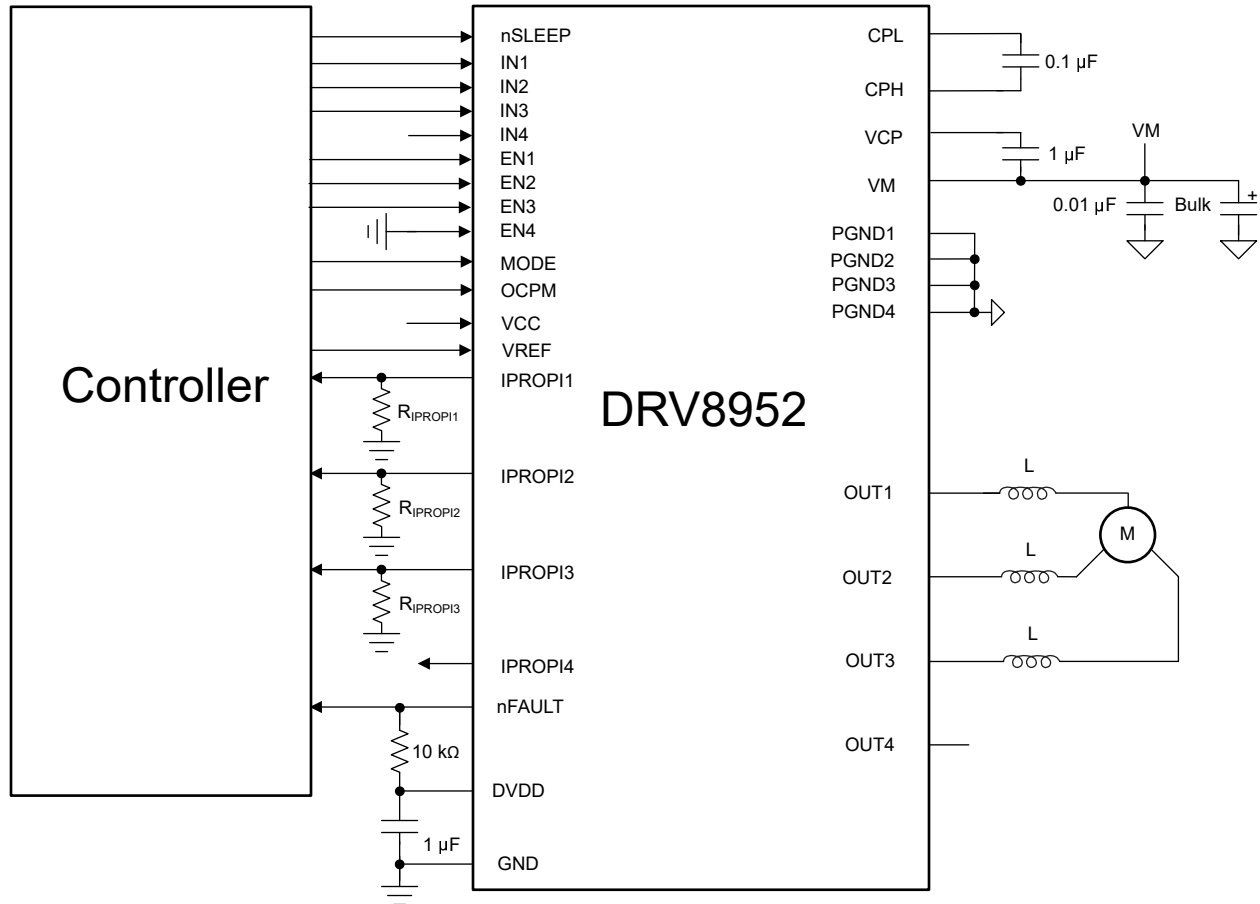 Controller
nSLEEP
IN1
IN2
IN3
IN4
EN1
EN2
EN3
EN4
MODE
OCPM
VCC
VREF
IPROPI1
IPROPI2
IPROPI3
IPROPI4
nFAULT
DVDD
GND
RIPROPI1
RIPROPI2
RIPROPI3
10 kΩ
1 µF
DRV8952
CPL
CPH
VCP
VM
PGND1
PGND2
PGND3
PGND4
OUT1
OUT2
OUT3
OUT4
0.1 µF
1 µF
VM
0.01 µF
Bulk
+
L
L
L
M